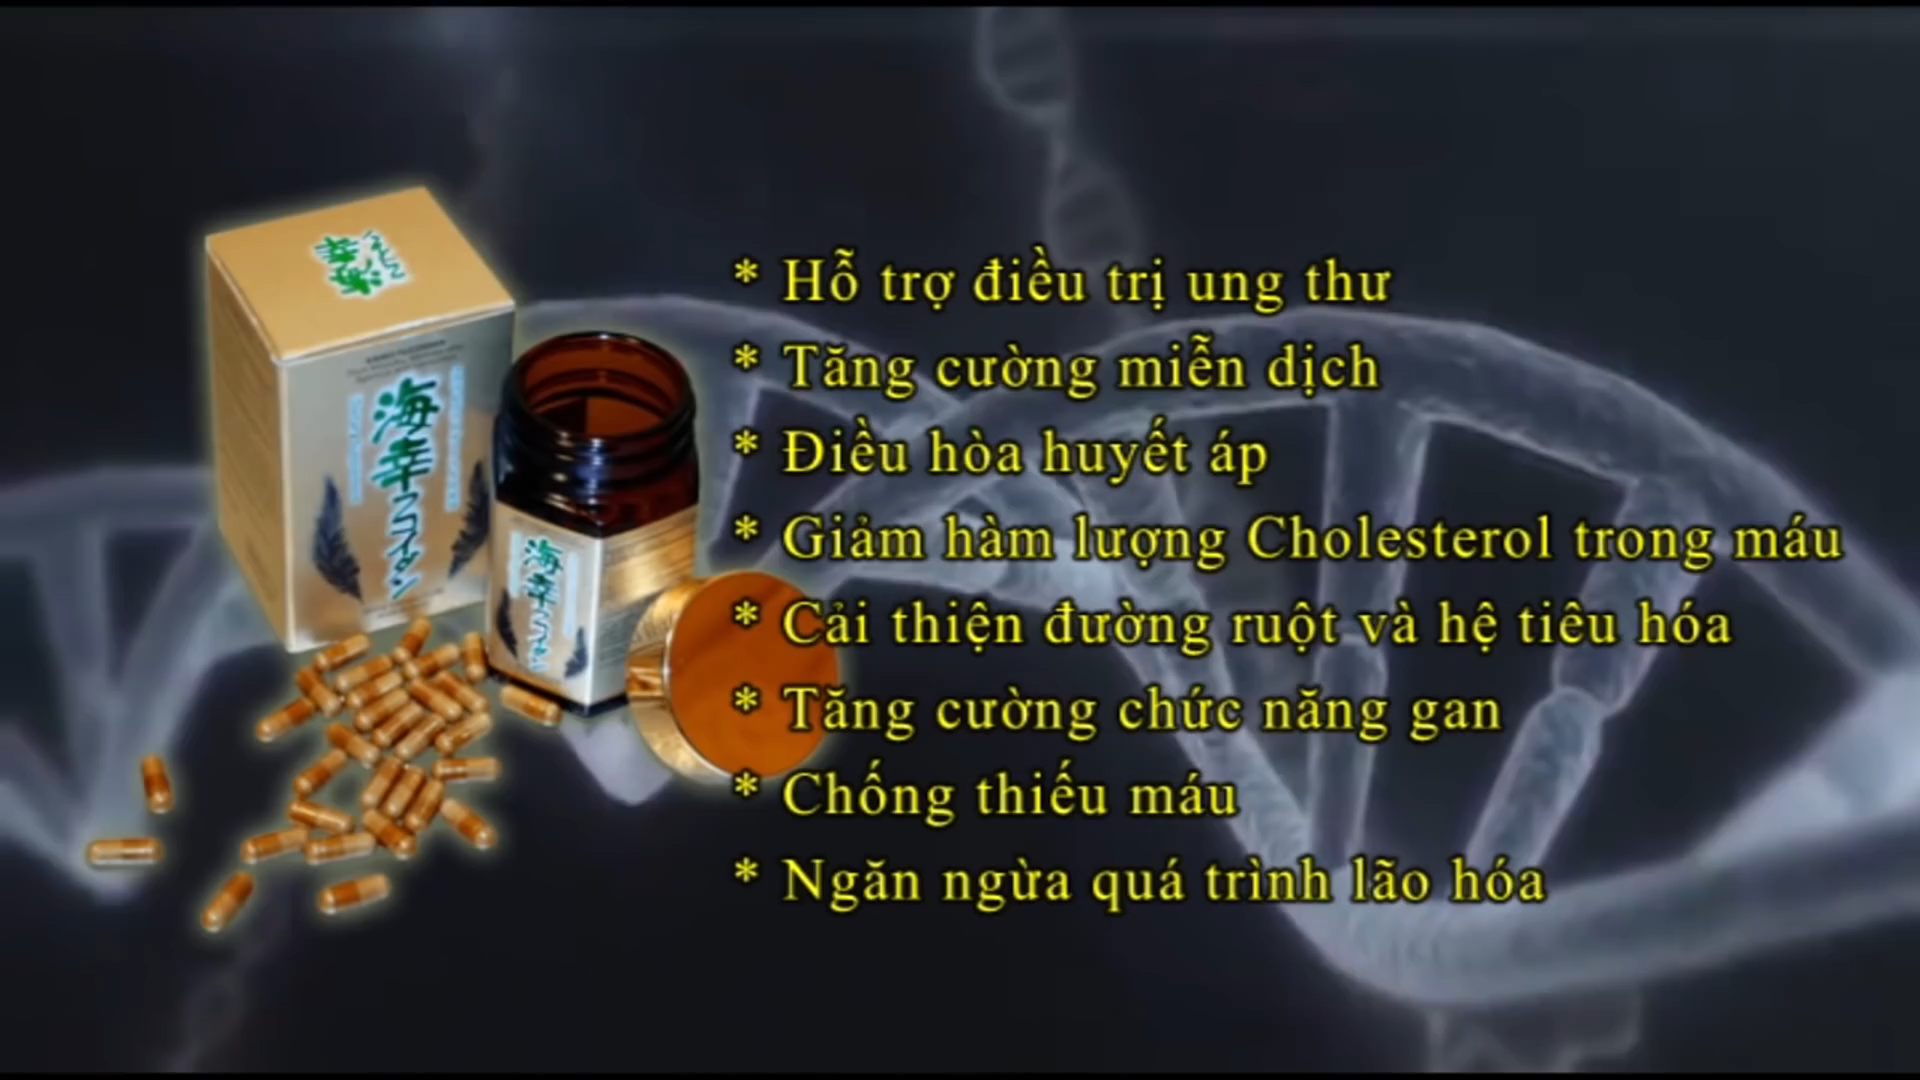 * Hỗ trợ điều trị ung thư
* Tăng cường miễn dịch
* Điều hòa huyết áp
* Giảm hàm lượng Cholesterol trong máu
* Cải thiện đường ruột và hệ tiêu hóa
* Tăng cường chức năng gan
* Chống thiếu máu
* Ngăn ngừa quá trình lão hóa
海幸フコイダン
海幸フコイダン